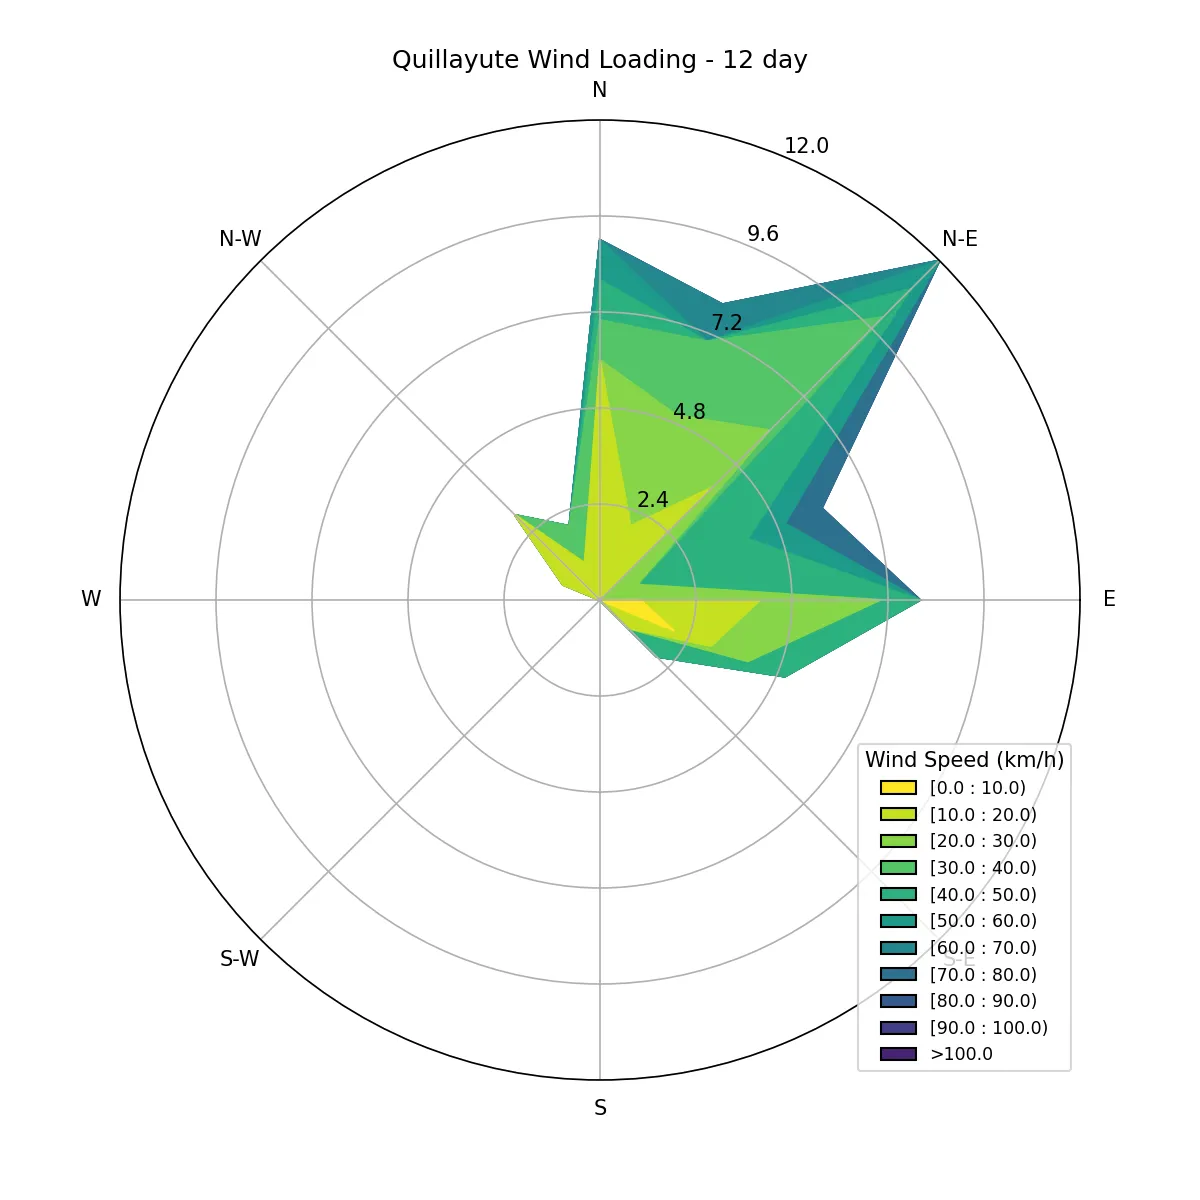 Quillayute Wind Loading - 12 day
N
12.0
9.6
N-W
N-E
7.2
4.8
2.4
W
E
Wind Speed (km/h)
[0.0 : 10.0)
[10.0 : 20.0)
[20.0 : 30.0)
[30.0 : 40.0)
[40.0 : 50.0)
[50.0 : 60.0)
[60.0 : 70.0)
S-W
S-E
[70.0 : 80.0)
[80.0 : 90.0)
[90.0 : 100.0)
>100.0
S